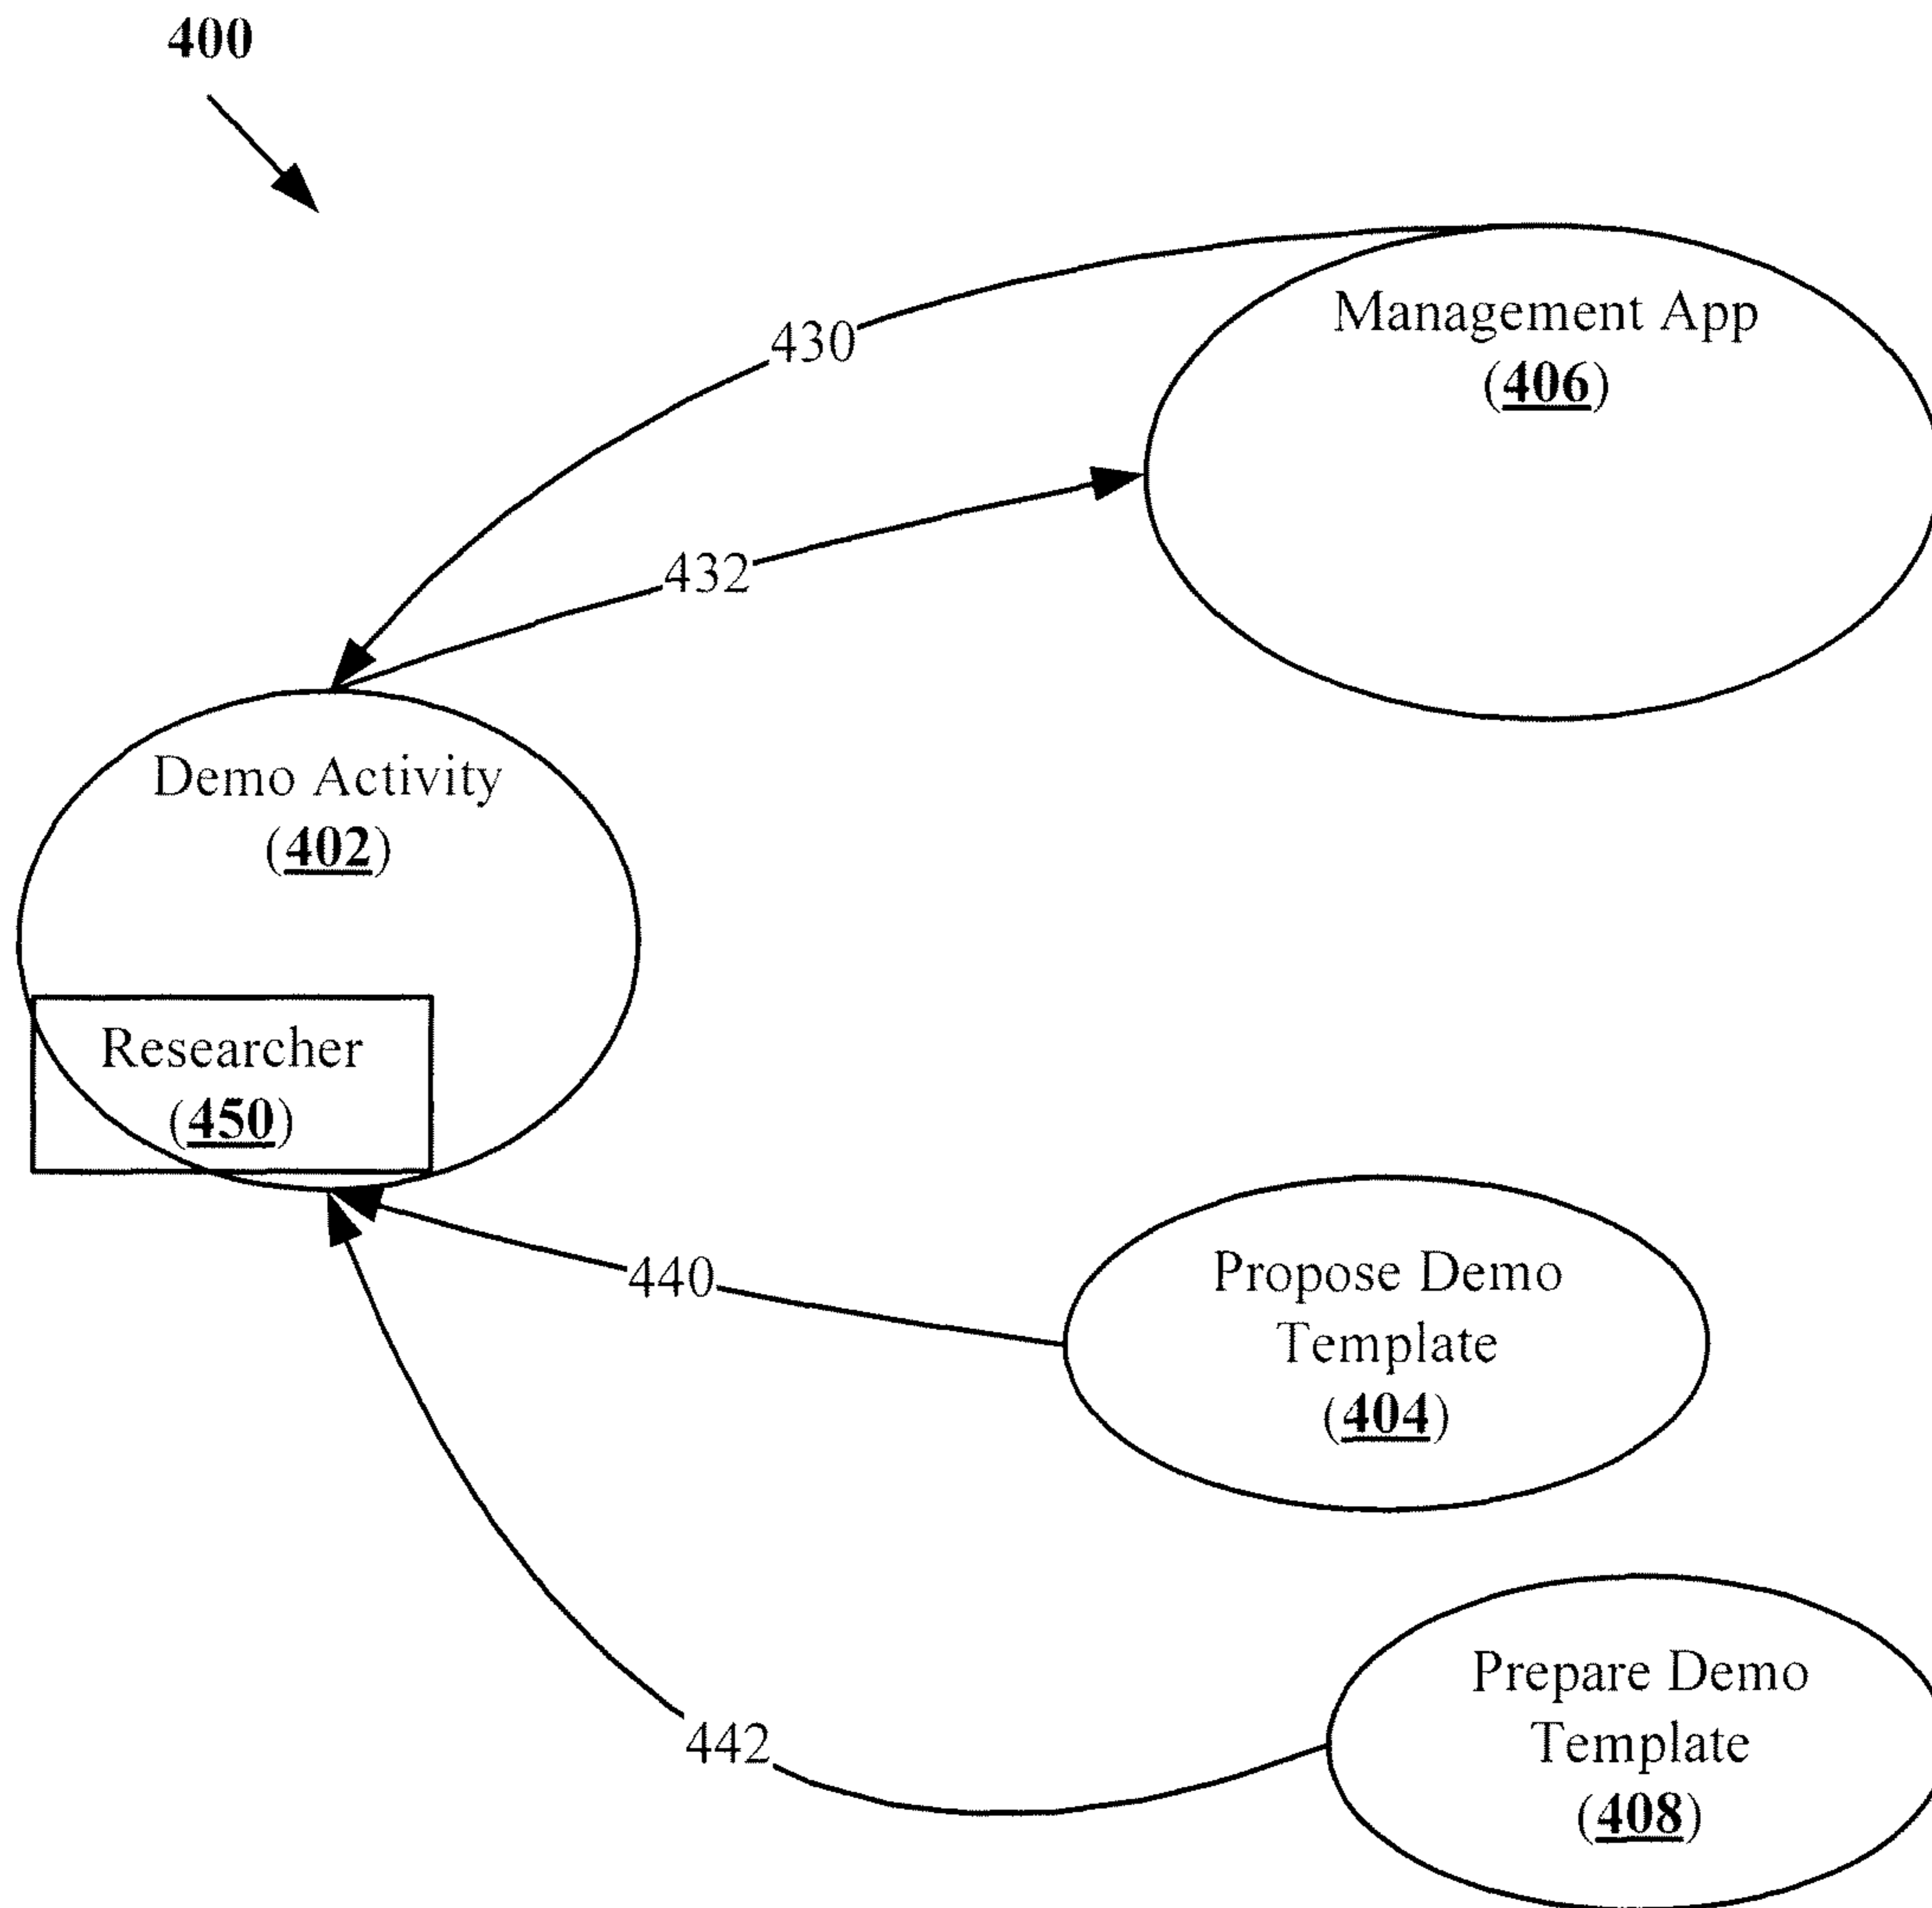 400
Management App
(406)
430
432
Demo Activity
(402)
Researcher
(450)
440
Propose Demo
Template
(404)
442
Prepare Demo
Template
(408)